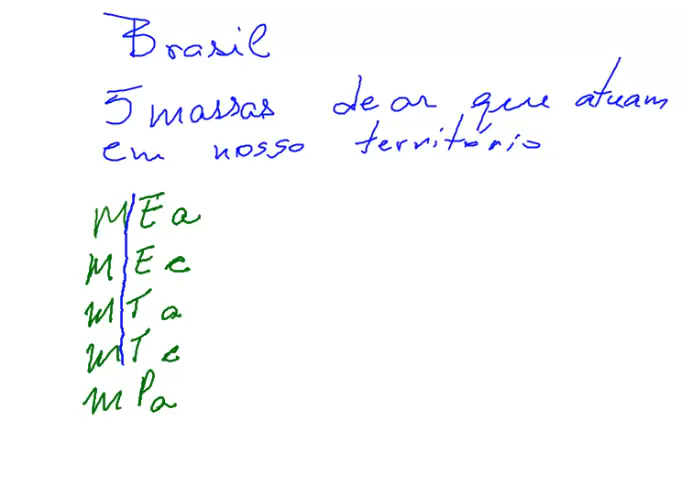 Brasil
5 massas de ar que atuam
em nosso território
MEa
MEc
MTa
MTc
MPa